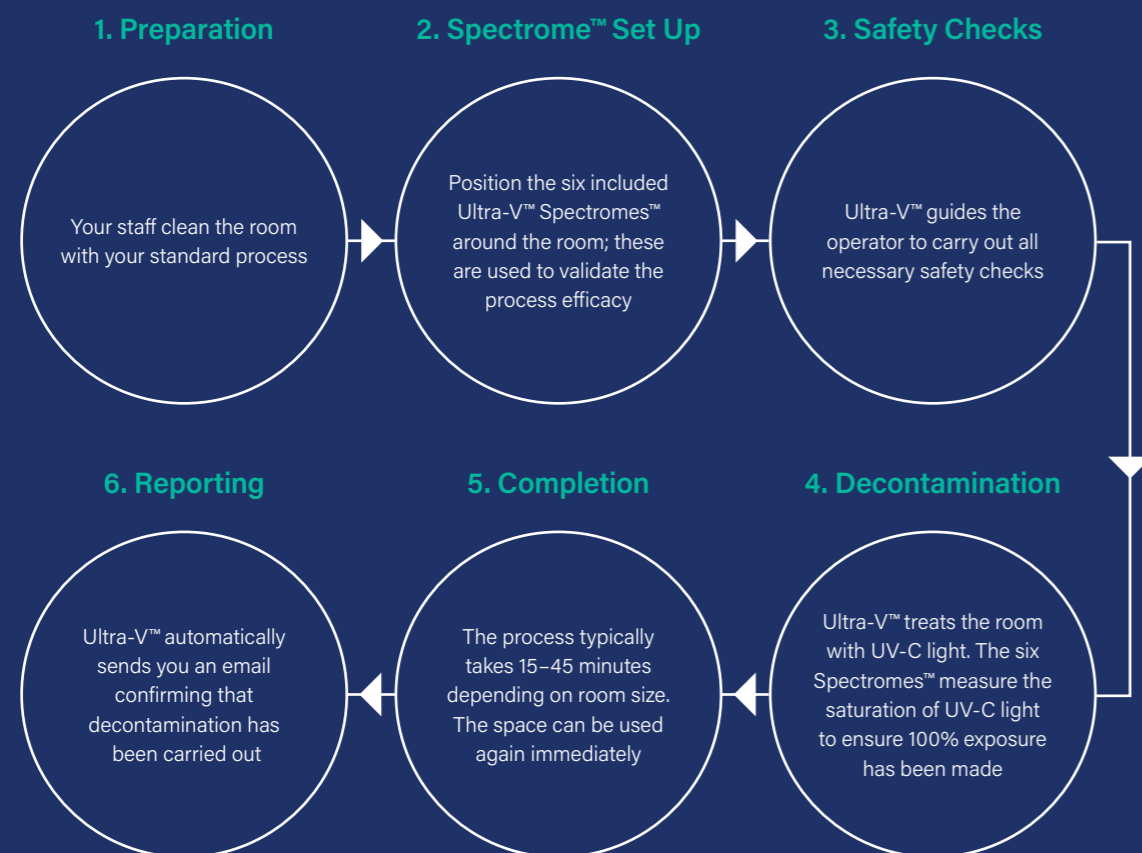 1. Preparation
Your staff clean the room
with your standard process
2. Spectrome™ Set Up
Position the six included
Ultra-V™ Spectromes™
around the room; these
are used to validate the
process efficacy
3. Safety Checks
Ultra-V™ guides the
operator to carry out all
necessary safety checks
4. Decontamination
Ultra-V™ treats the room
with UV-C light. The six
Spectromes™ measure the
saturation of UV-C light
to ensure 100% exposure
has been made
5. Completion
The process typically
takes 15–45 minutes
depending on room size.
The space can be used
again immediately
6. Reporting
Ultra-V™ automatically
sends you an email
confirming that
decontamination has
been carried out